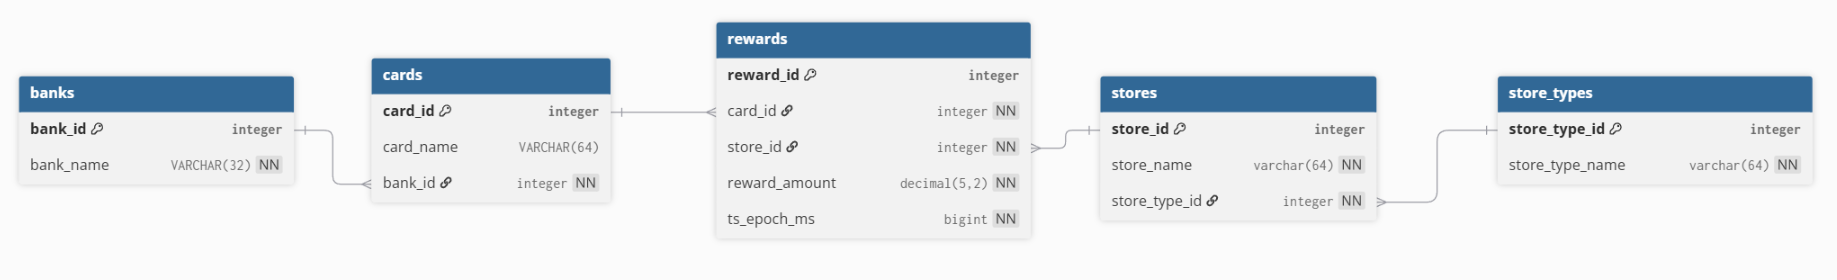 banks
bank_id integer
bank_name VARCHAR(32) NN
cards
card_id integer
card_name VARCHAR(64)
bank_id integer NN
rewards
reward_id integer
card_id integer NN
store_id integer NN
reward_amount decimal(5,2) NN
ts_epoch_ms bigint NN
stores
store_id integer
store_name varchar(64) NN
store_type_id integer NN
store_types
store_type_id integer
store_type_name varchar(64) NN